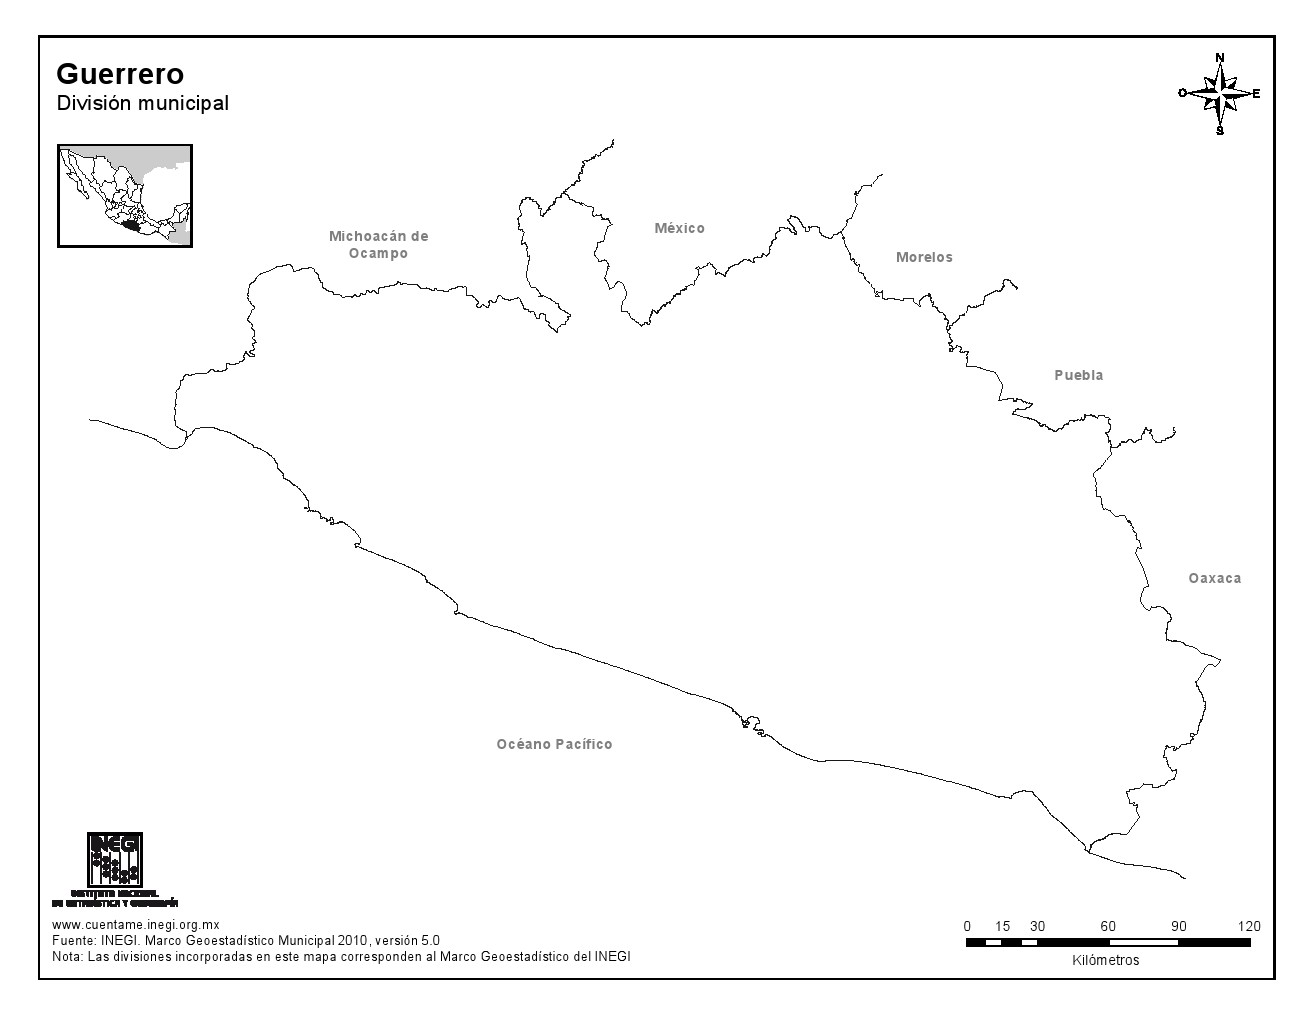 Guerrero
División municipal
N
O
E
S
Michoacán de
Ocampo
México
Morelos
Puebla
Oaxaca
Océano Pacífico
INEGI
INSTITUTO NACIONAL
DE ESTADÍSTICA Y GEOGRAFÍA
www.cuentame.inegi.org.mx
Fuente: INEGI. Marco Geoestadístico Municipal 2010, versión 5.0
Nota: Las divisiones incorporadas en este mapa corresponden al Marco Geoestadístico del INEGI
0 15 30 60 90 120
Kilómetros